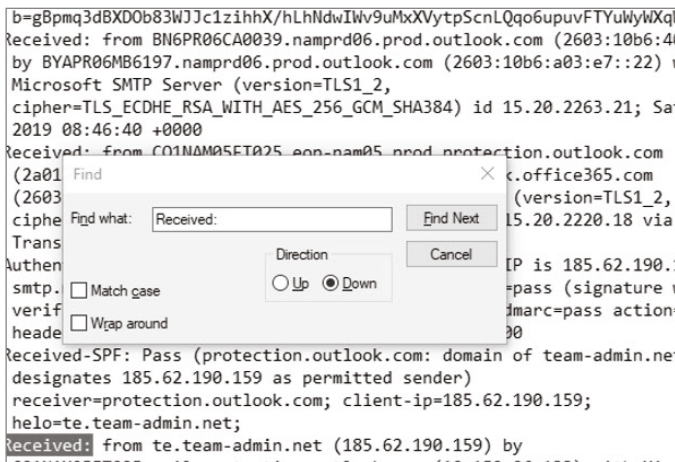 b=gBpmq3dBXDOb83WJJc1zihhX/hLhNdwIWv9uMxXVytpScnLQqo6upuvFTYuWyWXq
Received: from BN6PR06CA0039.namprd06.prod.outlook.com (2603:10b6:4
by BYAPR06MB6197.namprd06.prod.outlook.com (2603:10b6:a03:e7::22)
Microsoft SMTP Server (version=TLS1_2,
cipher=TLS_ECDHE_RSA_WITH_AES_256_GCM_SHA384) id 15.20.2263.21; Sa
2019 08:46:40 +0000
Received: from CO1NAM05FT025.eop-nam05.prod.protection.outlook.com
(2a01 .office365.com
(2603 (version=TLS1_2,
ciphe 15.20.2220.18 via
Trans
Authen IP is 185.62.190.
smtp. =pass (signature
verif dmarc=pass action=
heade 00
Find
Find what: Received: Find Next
Direction Cancel
Up Down
Match case
Wrap around
Received-SPF: Pass (protection.outlook.com: domain of team-admin.ne
designates 185.62.190.159 as permitted sender)
receiver=protection.outlook.com; client-ip=185.62.190.159;
helo=te.team-admin.net;
Received: from te.team-admin.net (185.62.190.159) by